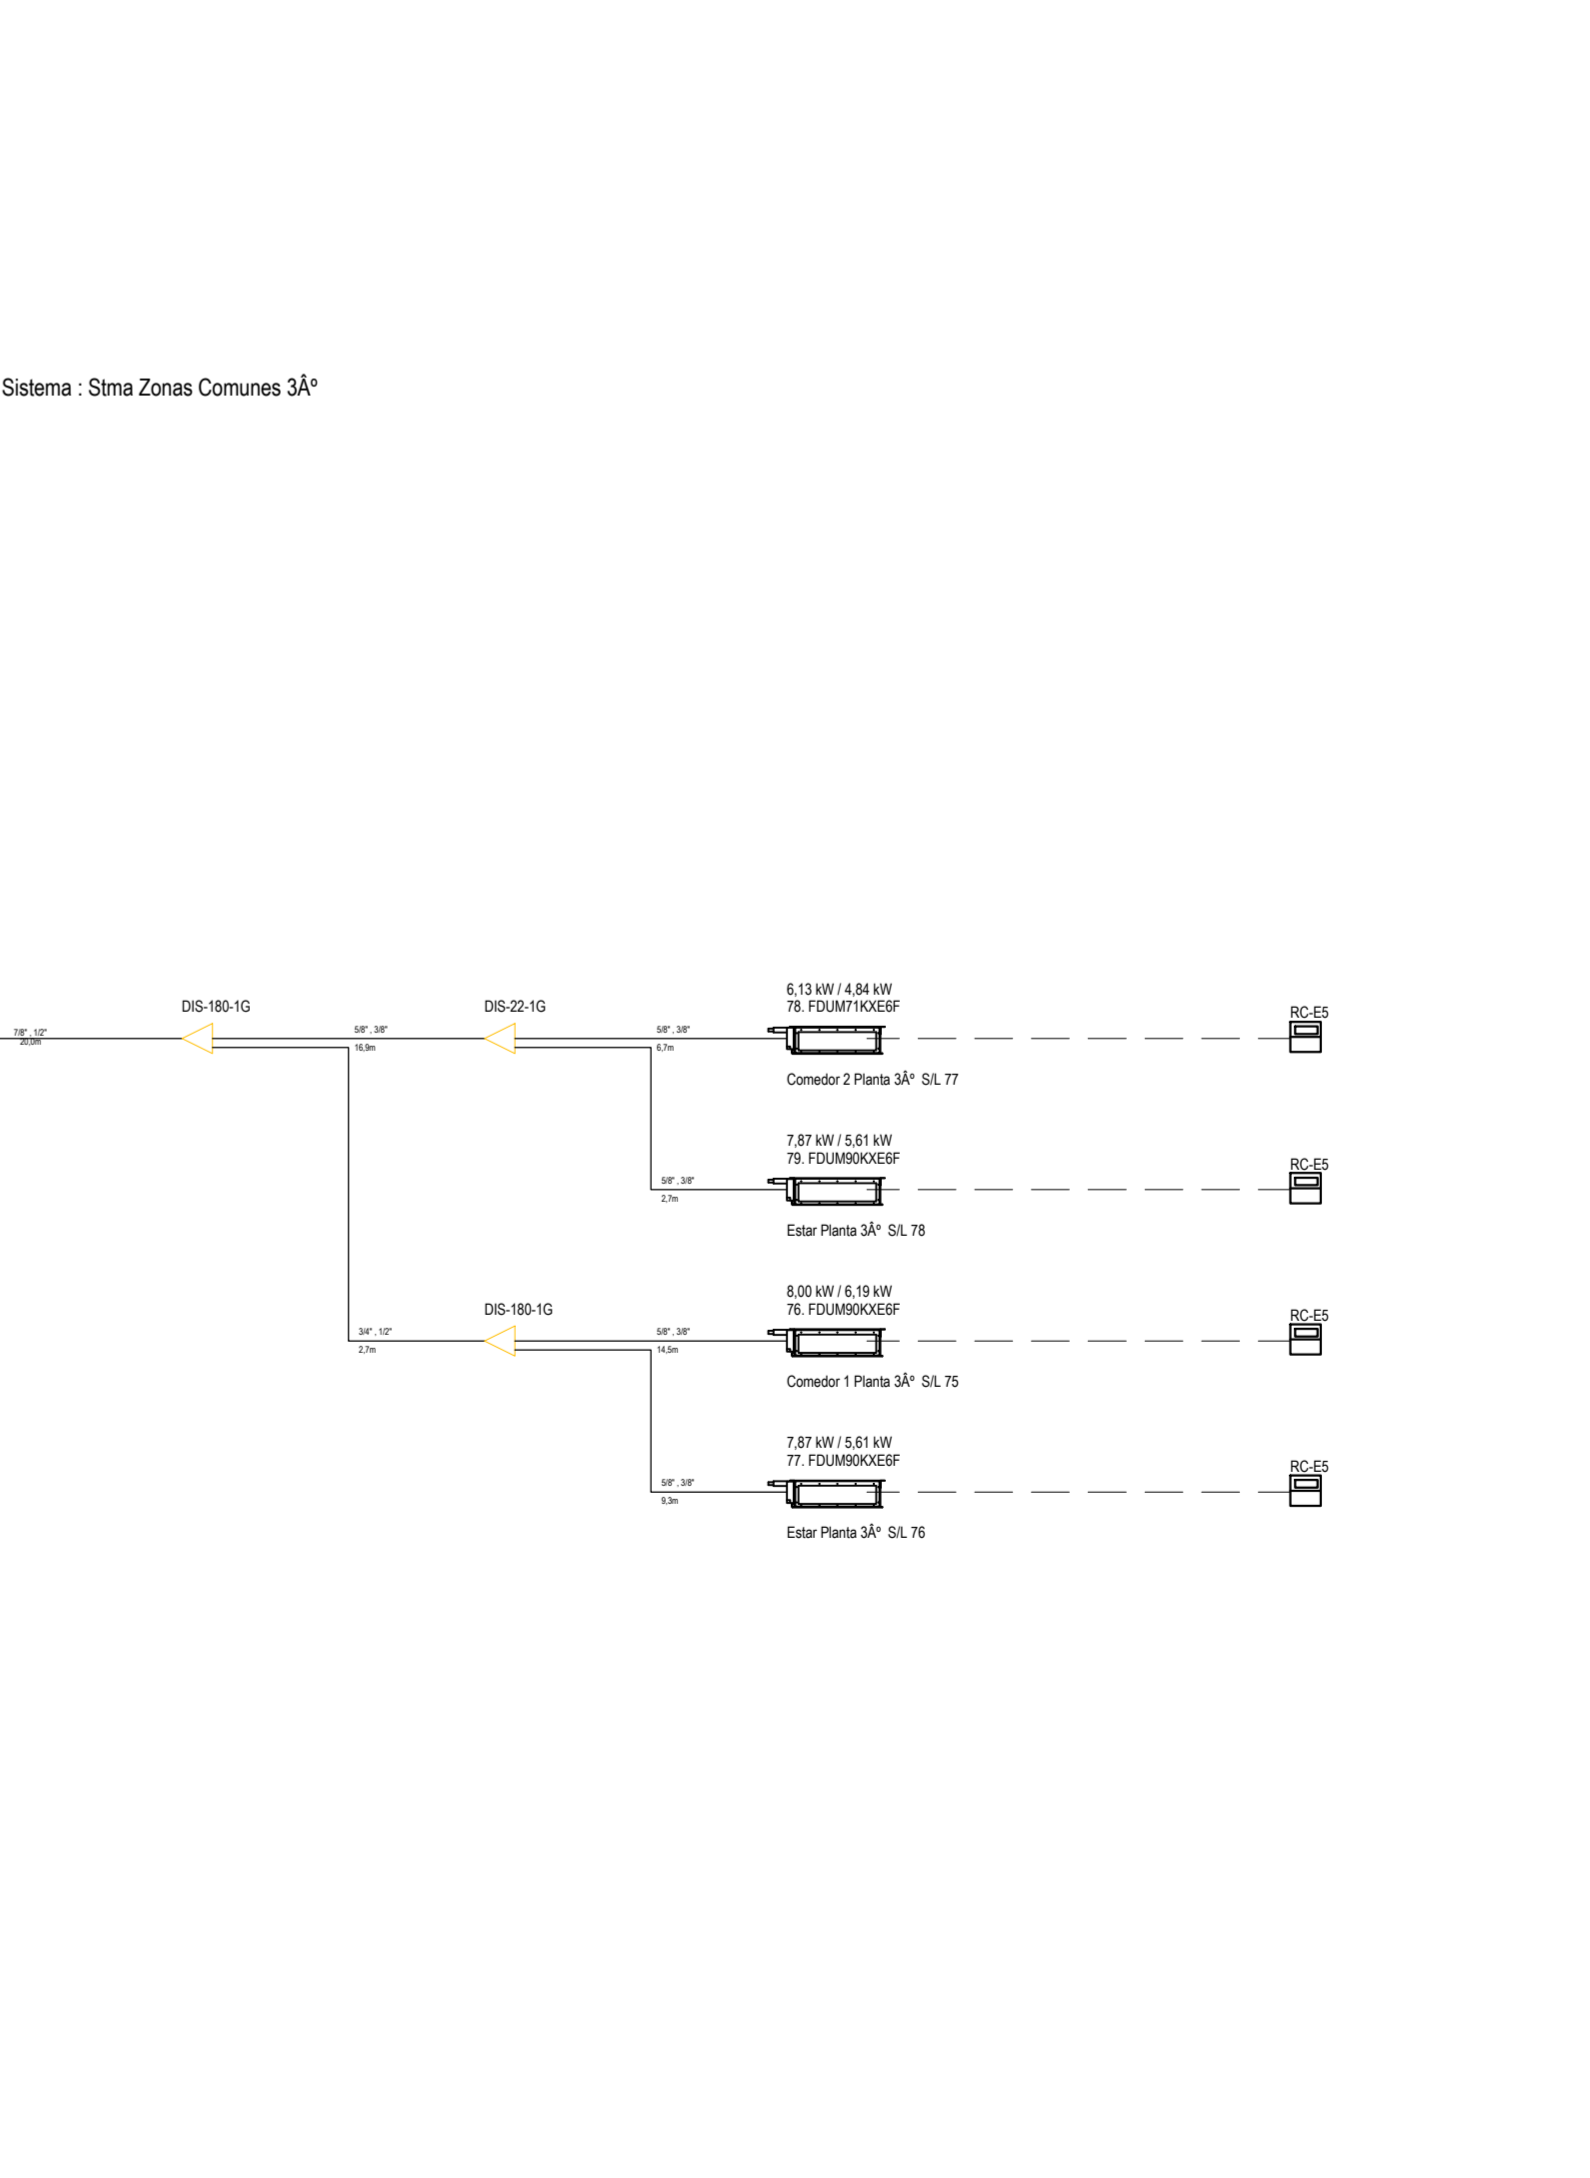 Sistema : Stma Zonas Comunes 3Âº
7/8" , 1/2"
20,0m
DIS-180-1G
5/8" , 3/8"
16,9m
DIS-22-1G
5/8" , 3/8"
6,7m
6,13 kW / 4,84 kW
78. FDUM71KXE6F
Comedor 2 Planta 3Âº S/L 77
RC-E5
5/8" , 3/8"
2,7m
7,87 kW / 5,61 kW
79. FDUM90KXE6F
Estar Planta 3Âº S/L 78
RC-E5
3/4" , 1/2"
2,7m
DIS-180-1G
5/8" , 3/8"
14,5m
8,00 kW / 6,19 kW
76. FDUM90KXE6F
Comedor 1 Planta 3Âº S/L 75
RC-E5
5/8" , 3/8"
9,3m
7,87 kW / 5,61 kW
77. FDUM90KXE6F
Estar Planta 3Âº S/L 76
RC-E5